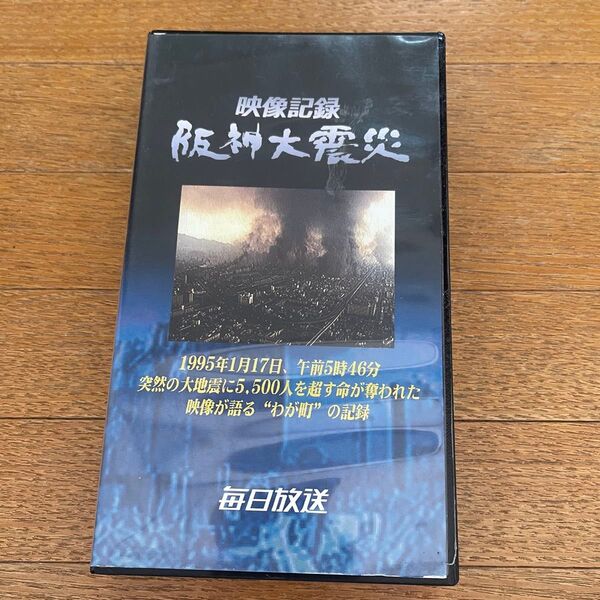 映像記録
阪神大震災
1995年1月17日、午前5時46分
突然の大地震に5,500人を超す命が奪われた
映像が語る“わが町”の記録
毎日放送